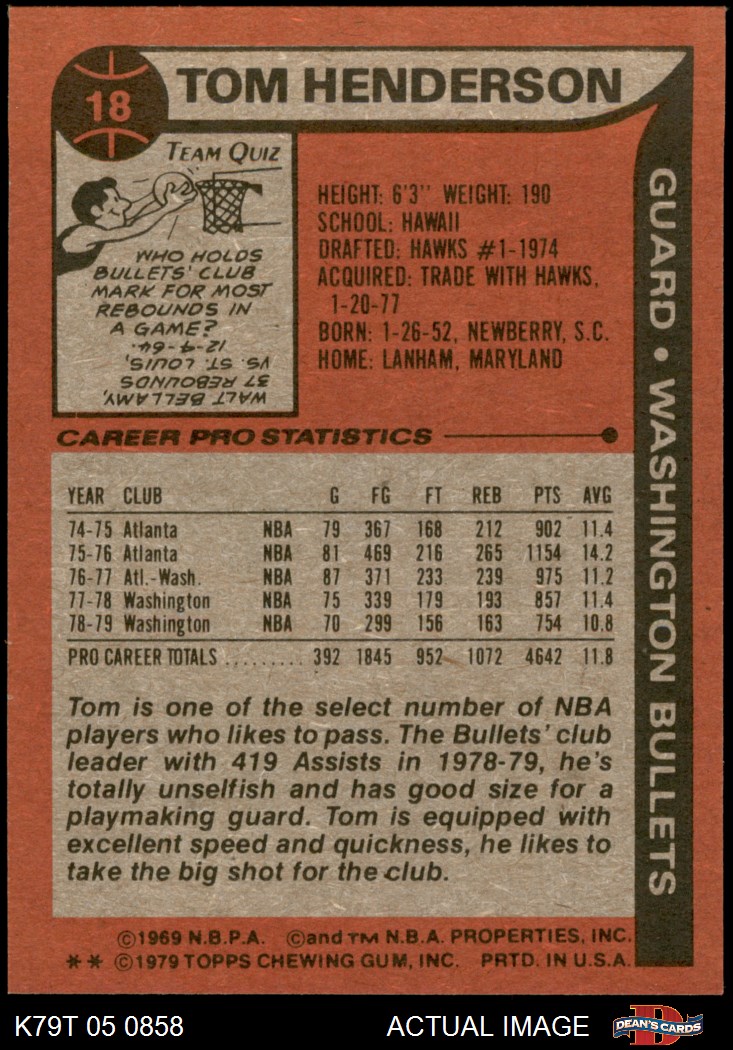 18
TOM HENDERSON
TEAM QUIZ
WHO HOLDS
BULLETS' CLUB
MARK FOR MOST
REBOUNDS IN
A GAME?
WALT BELLAMY,
37 REBOUNDS
VS. ST. LOUIS,
12-4-64.
HEIGHT: 6'3" WEIGHT: 190
SCHOOL: HAWAII
DRAFTED: HAWKS #1-1974
ACQUIRED: TRADE WITH HAWKS,
1-20-77
BORN: 1-26-52, NEWBERRY, S.C.
HOME: LANHAM, MARYLAND
GUARD • WASHINGTON BULLETS
CAREER PRO STATISTICS
YEAR CLUB G FG FT REB PTS AVG
74-75 Atlanta NBA 79 367 168 212 902 11.4
75-76 Atlanta NBA 81 469 216 265 1154 14.2
76-77 Atl.-Wash. NBA 87 371 233 239 975 11.2
77-78 Washington NBA 75 339 179 193 857 11.4
78-79 Washington NBA 70 299 156 163 754 10.8
PRO CAREER TOTALS ......... 392 1845 952 1072 4642 11.8
Tom is one of the select number of NBA
players who likes to pass. The Bullets' club
leader with 419 Assists in 1978-79, he's
totally unselfish and has good size for a
playmaking guard. Tom is equipped with
excellent speed and quickness, he likes to
take the big shot for the club.
©1969 N.B.P.A. ©and TM N.B.A. PROPERTIES, INC.
** ©1979 TOPPS CHEWING GUM, INC. PRTD. IN U.S.A.
K79T 05 0858 ACTUAL IMAGE
DEAN'S CARDS